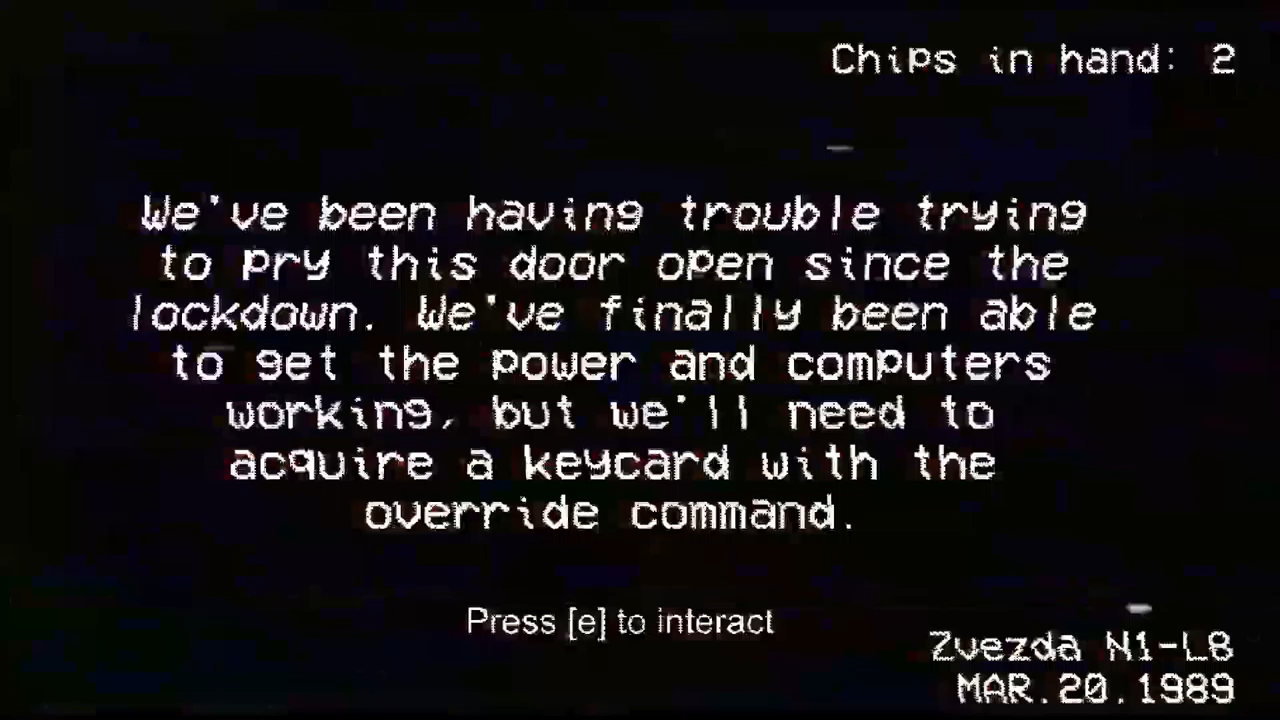 Chips in hand: 2
We've been having trouble trying
to pry this door open since the
lockdown. We've finally been able
to get the power and computers
working, but we'll need to
acquire a keycard with the
override command.
Press [e] to interact
Zvezda N1-L8
MAR.20.1989